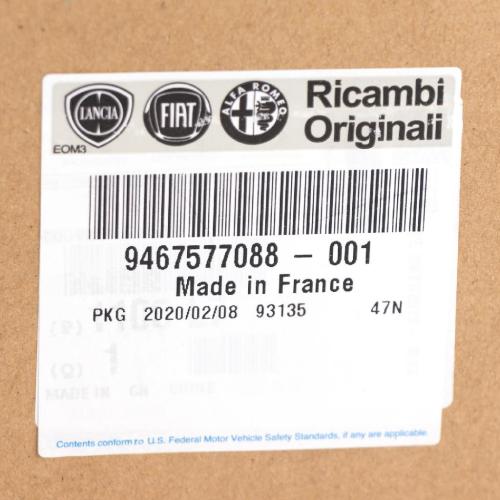 LANCIA FIAT ALFA ROMEO Ricambi
Originali
EOM3
9467577088 - 001
Made in France
PKG 2020/02/08 93135 47N
MADE IN
Contents conform to U.S. Federal Motor Vehicle Safety Standards, if any are applicable.